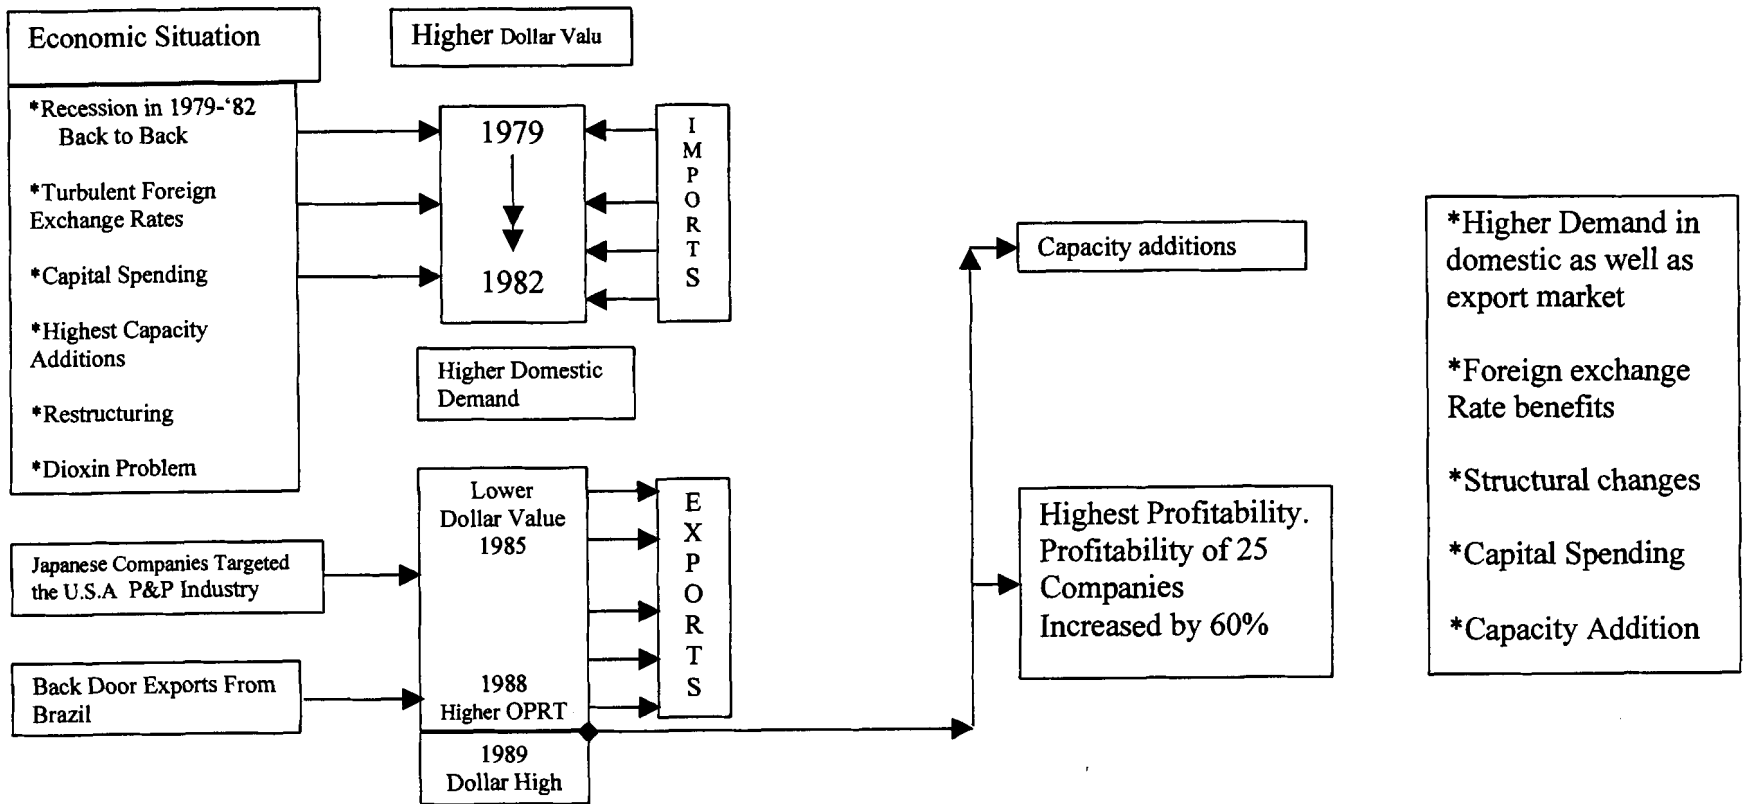 Economic Situation
*Recession in 1979-‘82
Back to Back
*Turbulent Foreign
Exchange Rates
*Capital Spending
*Highest Capacity
Additions
*Restructuring
*Dioxin Problem
Higher Dollar Valu
1979
1982
IMPORTS
Higher Domestic
Demand
Japanese Companies Targeted
the U.S.A P&P Industry
Back Door Exports From
Brazil
Lower
Dollar Value
1985
1988
Higher OPRT
1989
Dollar High
EXPORTS
Capacity additions
Highest Profitability.
Profitability of 25
Companies
Increased by 60%
*Higher Demand in
domestic as well as
export market
*Foreign exchange
Rate benefits
*Structural changes
*Capital Spending
*Capacity Addition